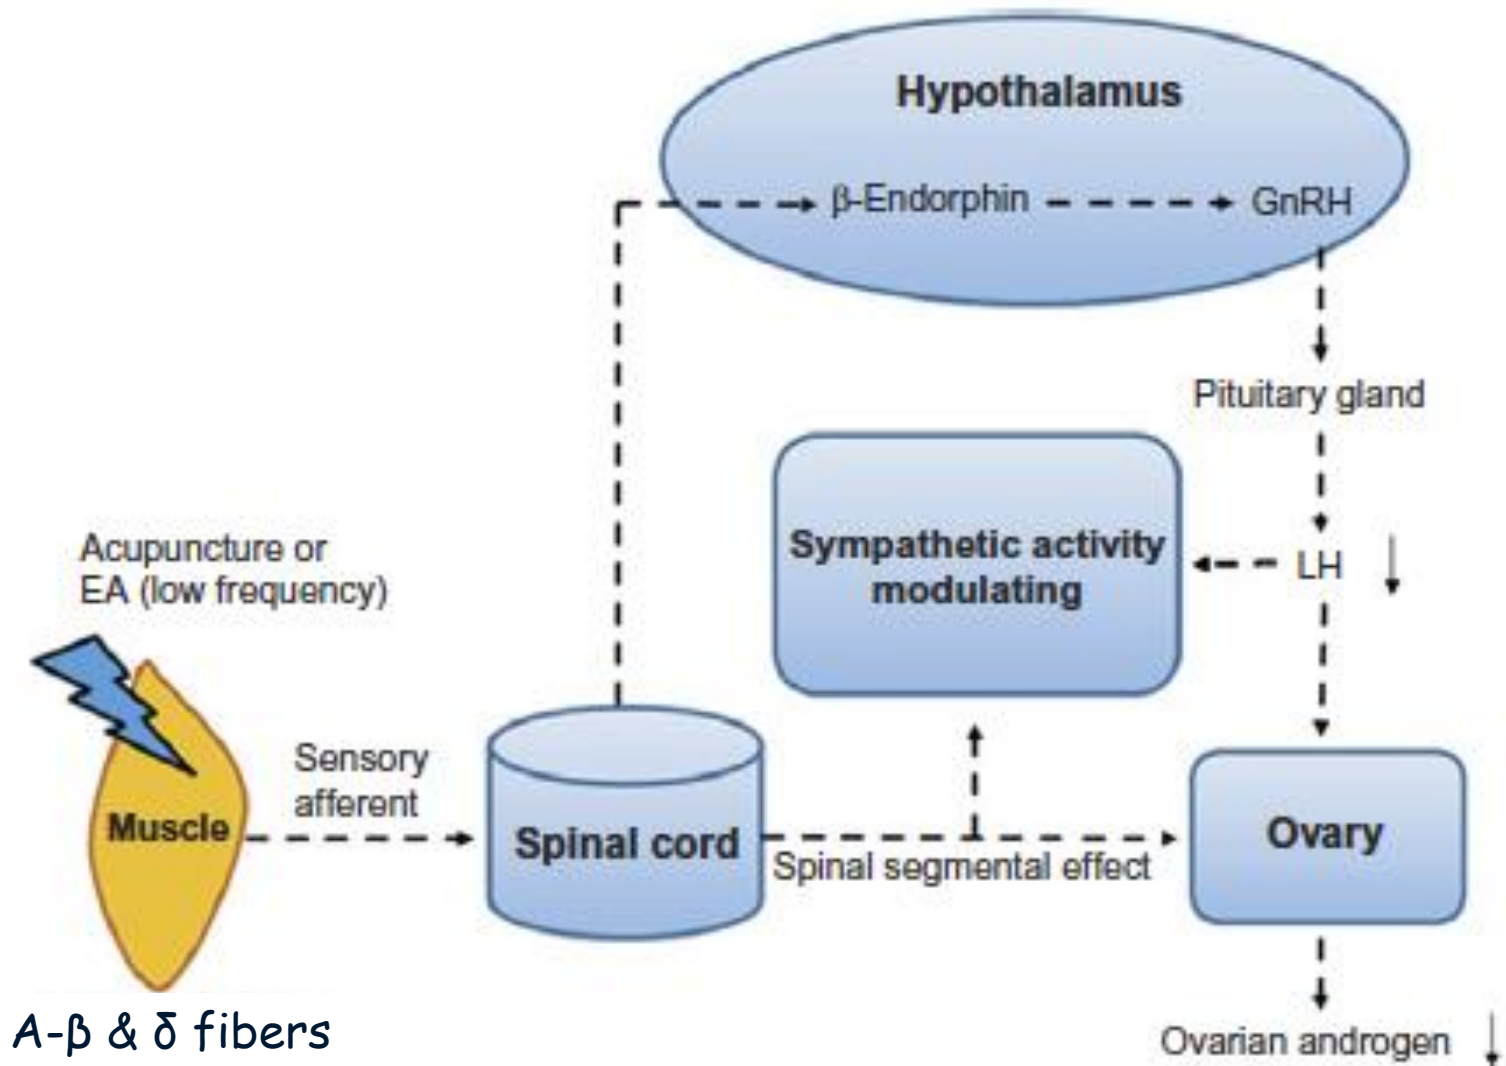 Hypothalamus
β-Endorphin
GnRH
Pituitary gland
Sympathetic activity
modulating
LH
Acupuncture or
EA (low frequency)
Sensory
afferent
Muscle
Spinal cord
Spinal segmental effect
Ovary
A-β & δ fibers
Ovarian androgen